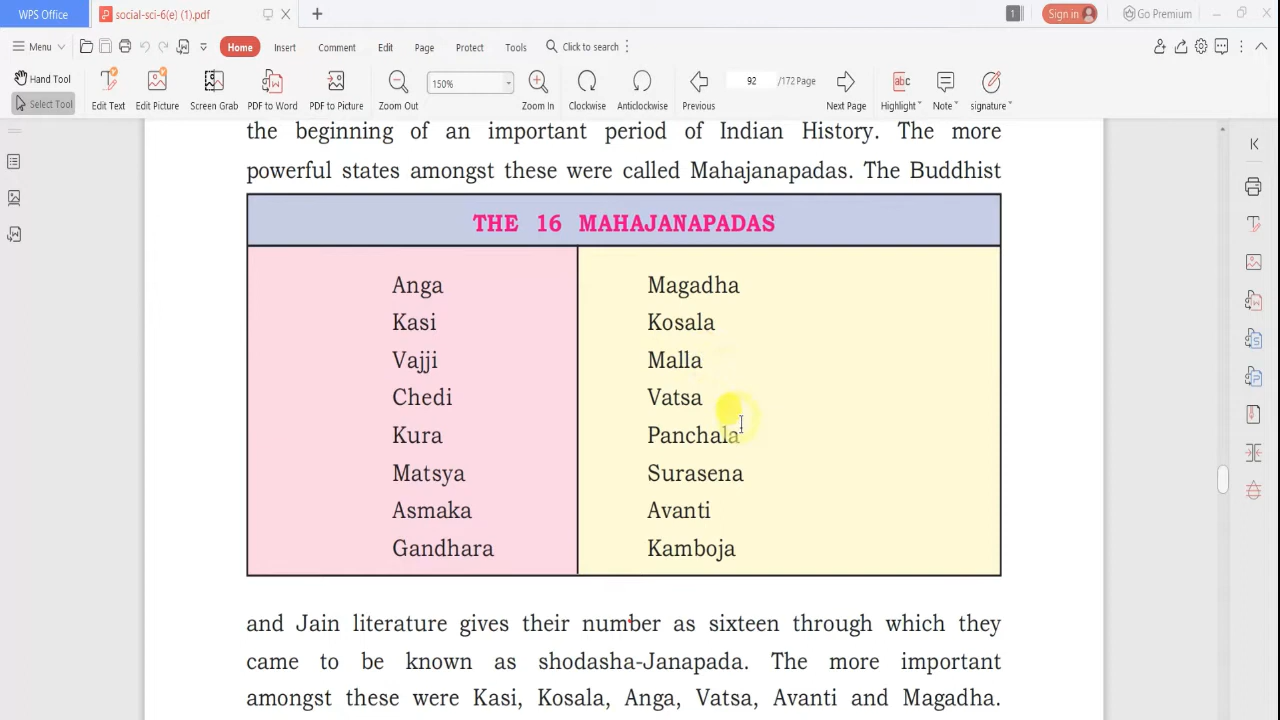 WPS Office
social-sci-6(e) (1).pdf
1
Sign in
Go Premium
Menu
Home
Insert
Comment
Edit
Page
Protect
Tools
Click to search
Hand Tool
Select Tool
Edit Text
Edit Picture
Screen Grab
PDF to Word
PDF to Picture
Zoom Out
150%
Zoom In
Clockwise
Anticlockwise
Previous
92 /172Page
Next Page
Highlight
Note
signature
the beginning of an important period of Indian History. The more
powerful states amongst these were called Mahajanapadas. The Buddhist
THE 16 MAHAJANAPADAS
Anga Magadha
Kasi Kosala
Vajji Malla
Chedi Vatsa
Kura Panchala
Matsya Surasena
Asmaka Avanti
Gandhara Kamboja
and Jain literature gives their number as sixteen through which they
came to be known as shodasha-Janapada. The more important
amongst these were Kasi, Kosala, Anga, Vatsa, Avanti and Magadha.